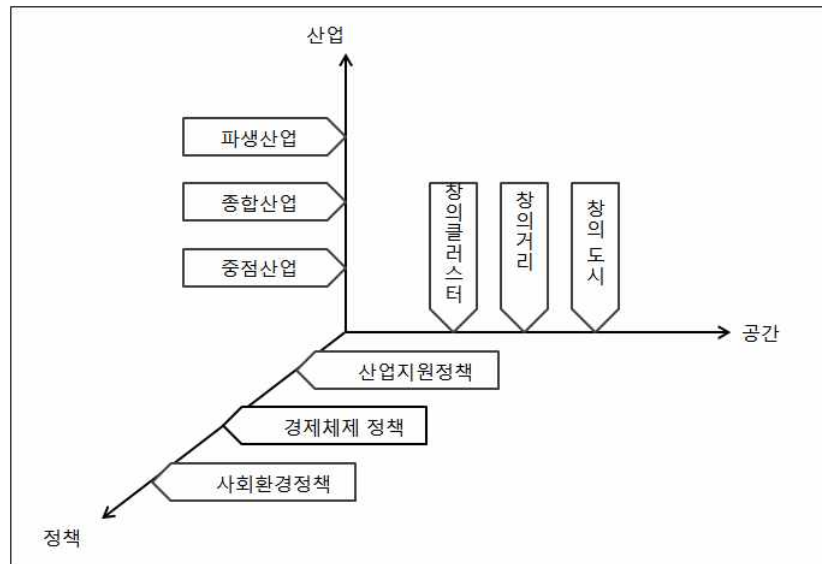 산업
파생산업
종합산업
중점산업
창의클러스터
창의거리
창의 도시
공간
산업지원정책
경제체제 정책
사회환경정책
정책